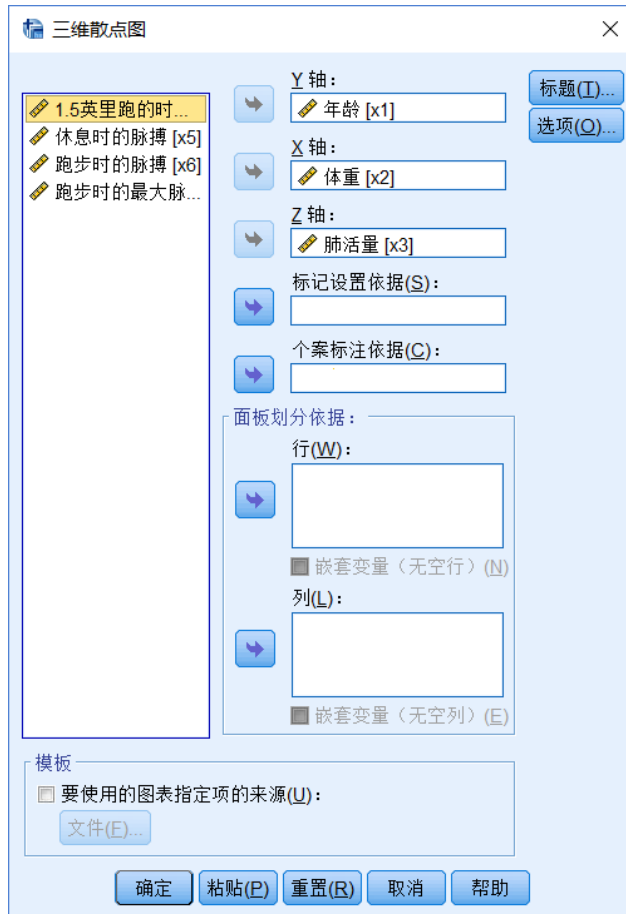 三维散点图
1.5英里跑的时...
休息时的脉搏 [x5]
跑步时的脉搏 [x6]
跑步时的最大脉...
Y 轴:
年龄 [x1]
X 轴:
体重 [x2]
Z 轴:
肺活量 [x3]
标记设置依据(S):
个案标注依据(C):
面板划分依据:
行(W):
嵌套变量（无空行）(N)
列(L):
嵌套变量（无空列）(E)
标题(T)...
选项(O)...
模板
要使用的图表指定项的来源(U):
文件(F)...
确定 粘贴(P) 重置(R) 取消 帮助